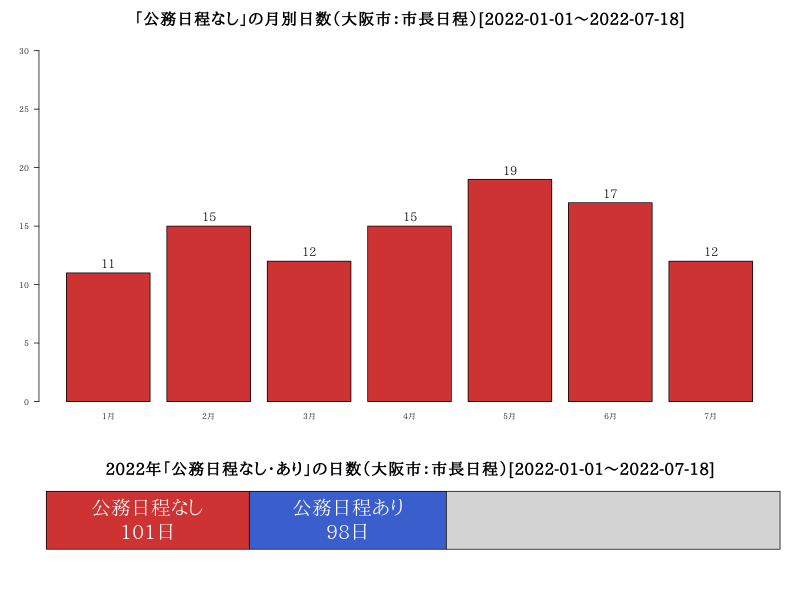 「公務日程なし」の月別日数（大阪市：市長日程）[2022-01-01～2022-07-18]
30
25
20
15
10
5
0
11
15
12
15
19
17
12
1月
2月
3月
4月
5月
6月
7月
2022年「公務日程なし・あり」の日数（大阪市：市長日程）[2022-01-01～2022-07-18]
公務日程なし
101日
公務日程あり
98日